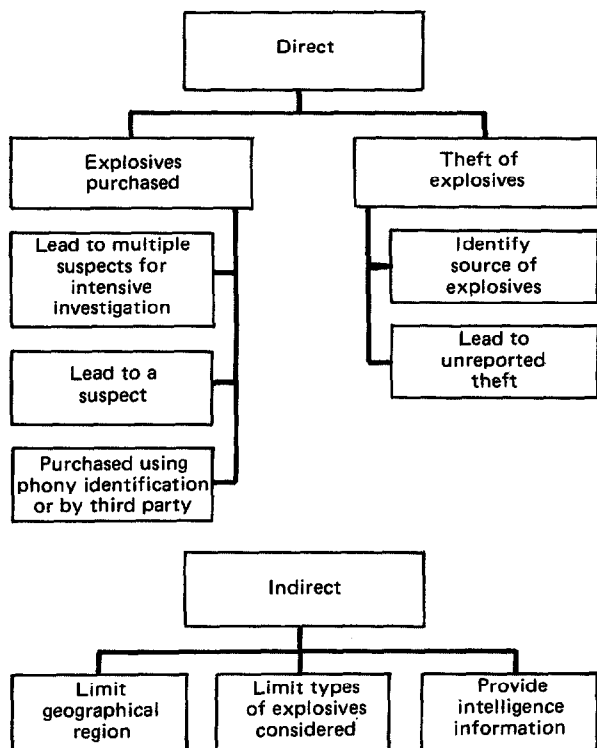 Direct
Explosives
purchased
Theft of
explosives
Lead to multiple
suspects for
intensive
investigation
Identify
source of
explosives
Lead to a
suspect
Lead to
unreported
theft
Purchased using
phony identification
or by third party
Indirect
Limit
geographical
region
Limit types
of explosives
considered
Provide
intelligence
information